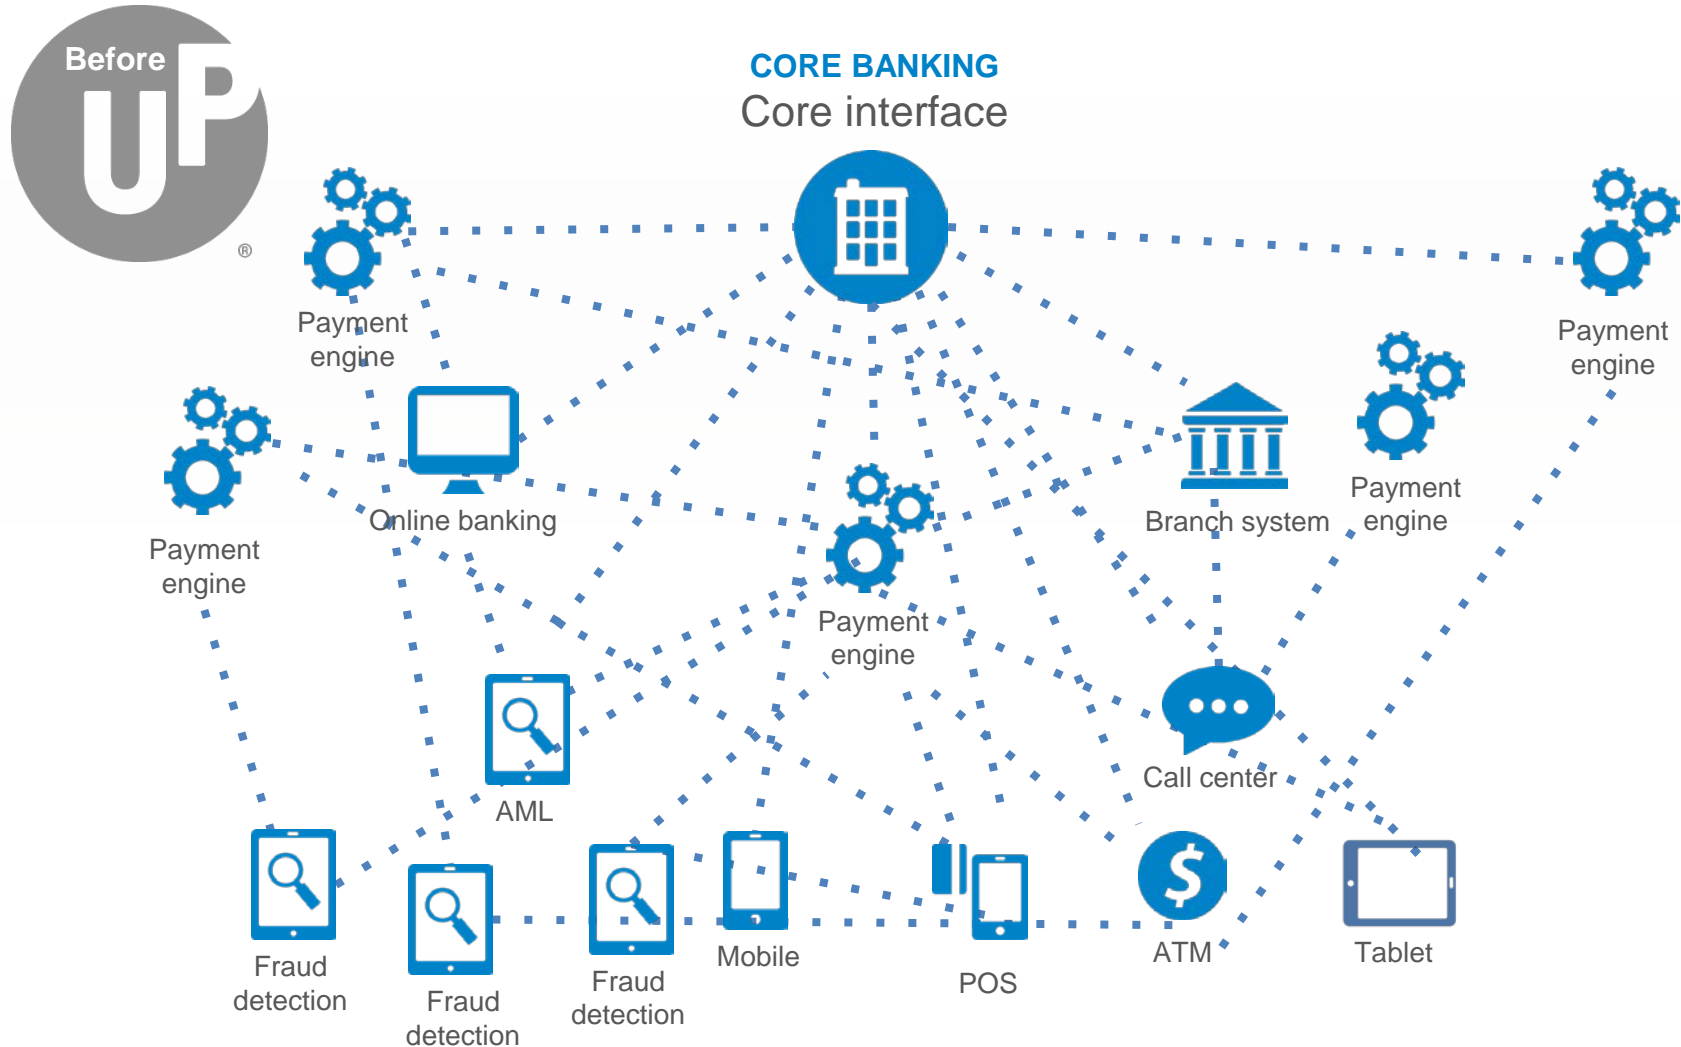 Before
UP
®
CORE BANKING
Core interface
Payment
engine
Payment
engine
Payment
engine
Online banking
Payment
engine
Branch system
Payment
engine
Payment
engine
AML
Call center
Fraud
detection
Fraud
detection
Fraud
detection
Mobile
POS
$
ATM
Tablet